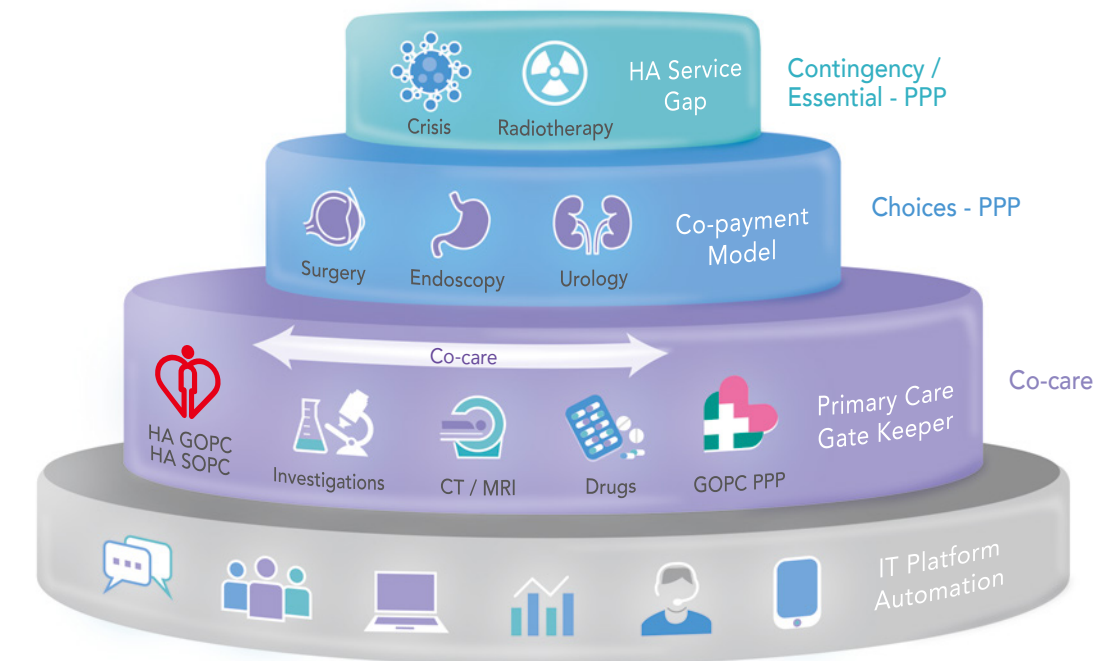 HA Service
Gap
Crisis
Radiotherapy
Contingency /
Essential - PPP
Co-payment
Model
Surgery
Endoscopy
Urology
Choices - PPP
Co-care
HA GOPC
HA SOPC
Investigations
CT / MRI
Drugs
GOPC PPP
Primary Care
Gate Keeper
Co-care
IT Platform
Automation